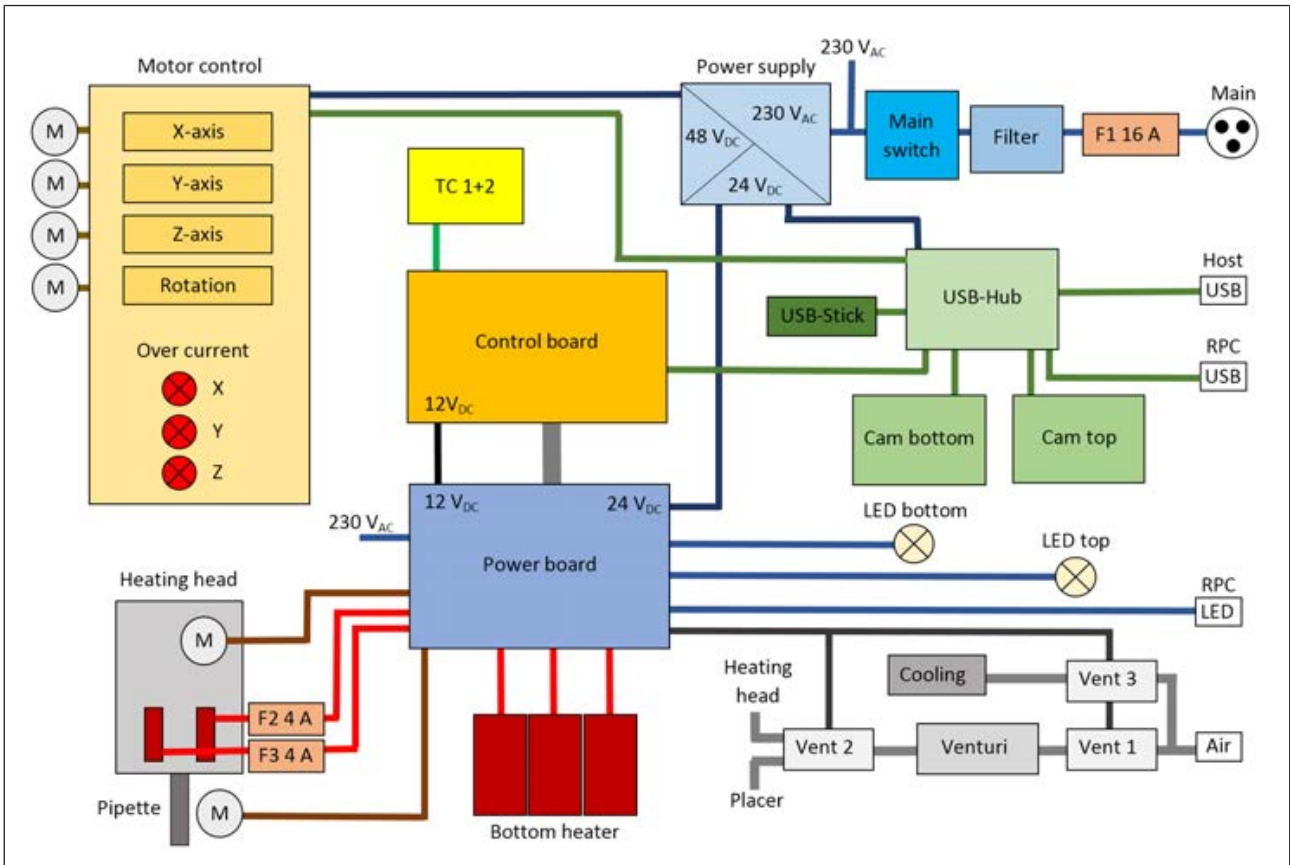 Motor control
M
X-axis
M
Y-axis
M
Z-axis
M
Rotation
Over current
X
Y
Z
TC 1+2
Control board
12VDC
Power supply
230 VAC
48 VDC
24 VDC
230 VAC
Main
switch
Filter
F1 16 A
Main
USB-Hub
USB-Stick
Host
USB
RPC
USB
Cam bottom
Cam top
12 VDC
24 VDC
230 VAC
Power board
LED bottom
LED top
RPC
LED
Heating head
M
F2 4 A
F3 4 A
Pipette
M
Bottom heater
Heating
head
Cooling
Vent 3
Vent 2
Venturi
Vent 1
Air
Placer